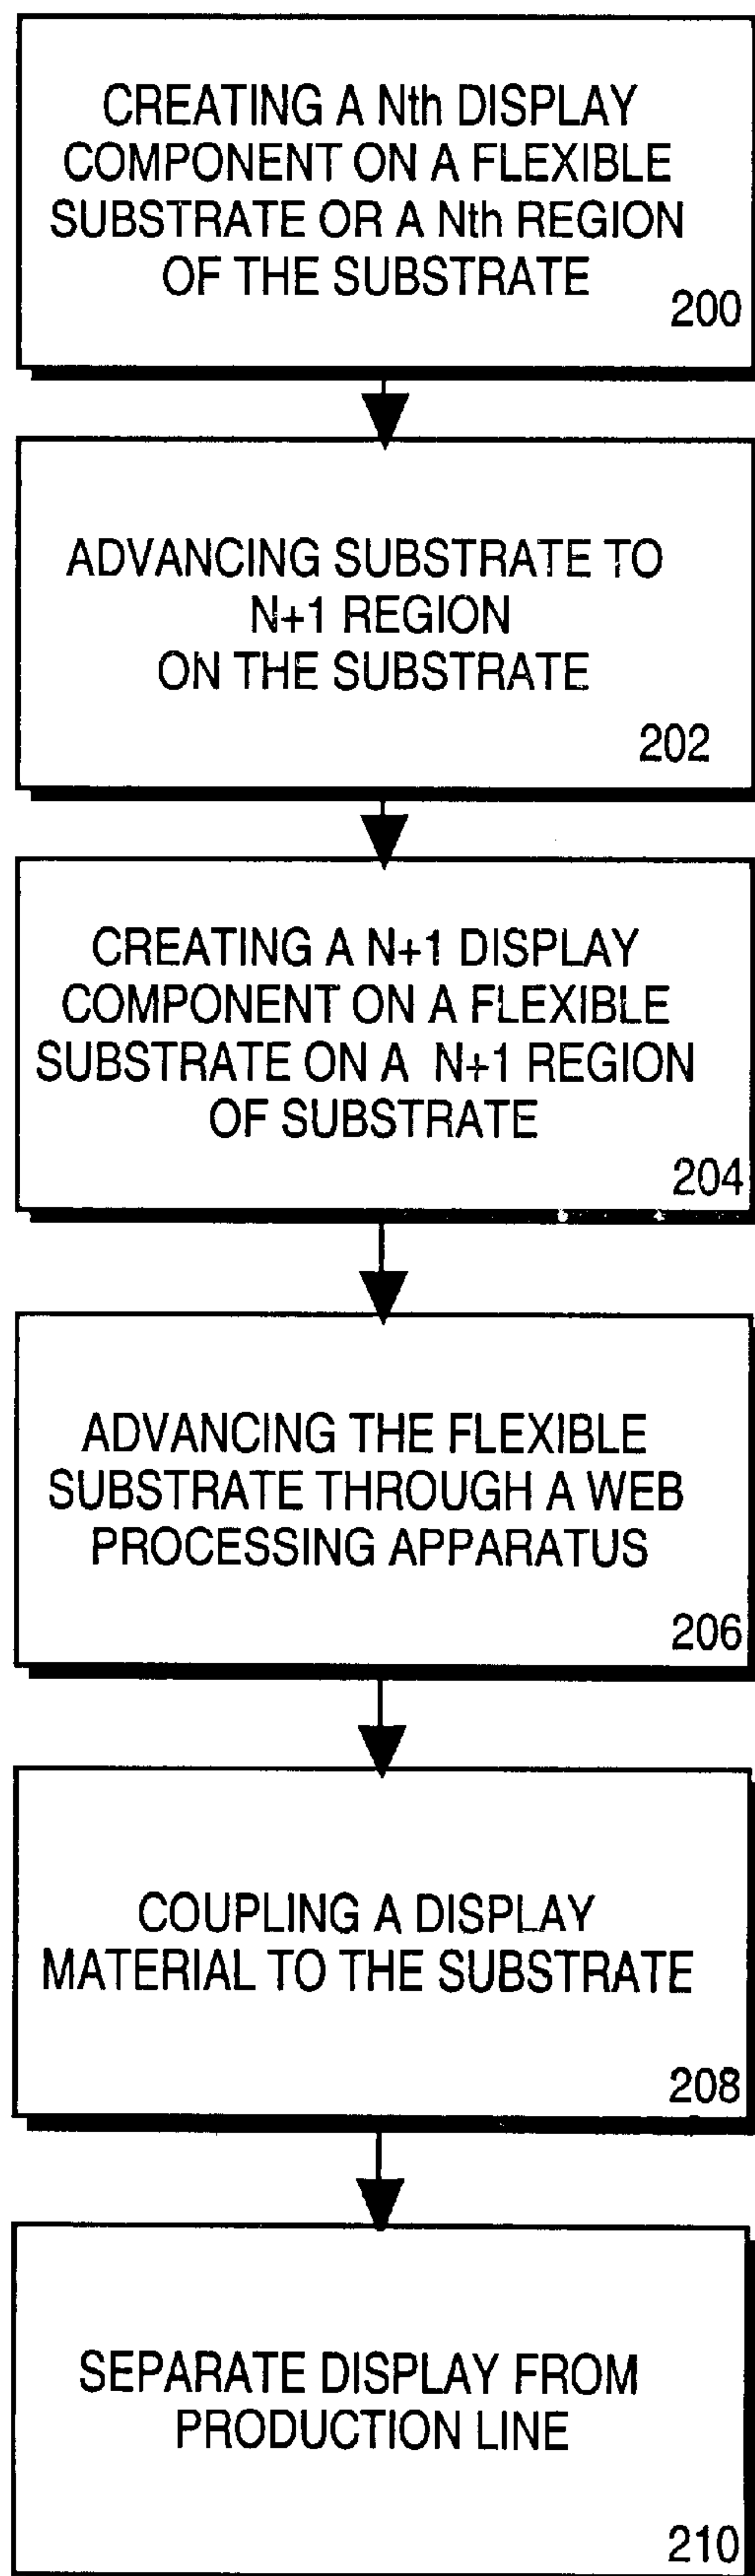 CREATING A Nth DISPLAY
COMPONENT ON A FLEXIBLE
SUBSTRATE OR A Nth REGION
OF THE SUBSTRATE
200
ADVANCING SUBSTRATE TO
N+1 REGION
ON THE SUBSTRATE
202
CREATING A N+1 DISPLAY
COMPONENT ON A FLEXIBLE
SUBSTRATE ON A N+1 REGION
OF SUBSTRATE
204
ADVANCING THE FLEXIBLE
SUBSTRATE THROUGH A WEB
PROCESSING APPARATUS
206
COUPLING A DISPLAY
MATERIAL TO THE SUBSTRATE
208
SEPARATE DISPLAY FROM
PRODUCTION LINE
210